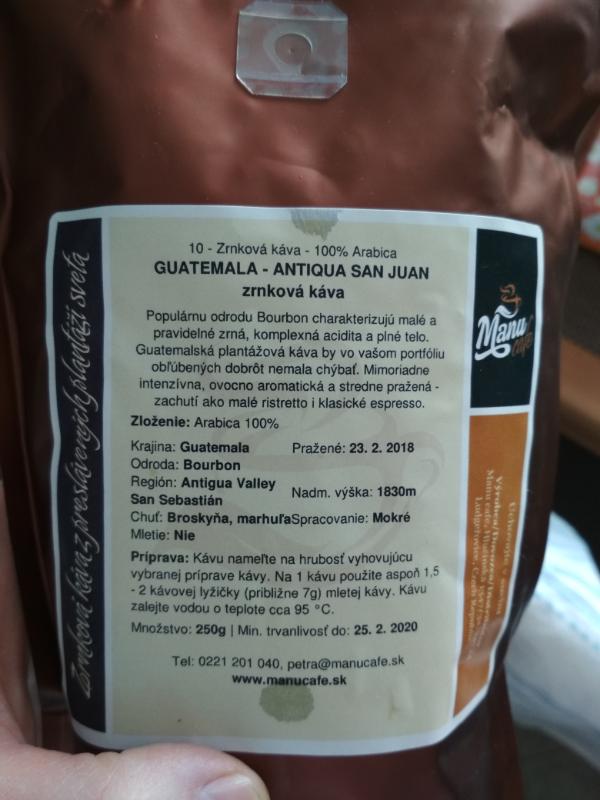 10 - Zrnková káva - 100% Arabica
GUATEMALA - ANTIQUA SAN JUAN
zrnková káva
Populárnu odrodu Bourbon charakterizujú malé a
pravidelné zrná, komplexná acidita a plné telo.
Guatemalská plantážová káva by vo vašom portfóliu
obľúbených dobrôt nemala chýbať. Mimoriadne
intenzívna, ovocno aromatická a stredne pražená -
zachutí ako malé ristretto i klasické espresso.
Zloženie: Arabica 100%
Krajina: Guatemala Pražené: 23. 2. 2018
Odroda: Bourbon
Región: Antigua Valley
San Sebastián Nadm. výška: 1830m
Chuť: Broskyňa, marhuľaSpracovanie: Mokré
Mletie: Nie
Príprava: Kávu nameľte na hrubosť vyhovujúcu
vybranej príprave kávy. Na 1 kávu použite aspoň 1,5
- 2 kávovej lyžičky (približne 7g) mletej kávy. Kávu
zalejte vodou o teplote cca 95 °C.
Množstvo: 250g | Min. trvanlivosť do: 25. 2. 2020
Tel: 0221 201 040, petra@manucafe.sk
www.manucafe.sk
Zrnková káva z preslávených plantáží sveta
Manu
café